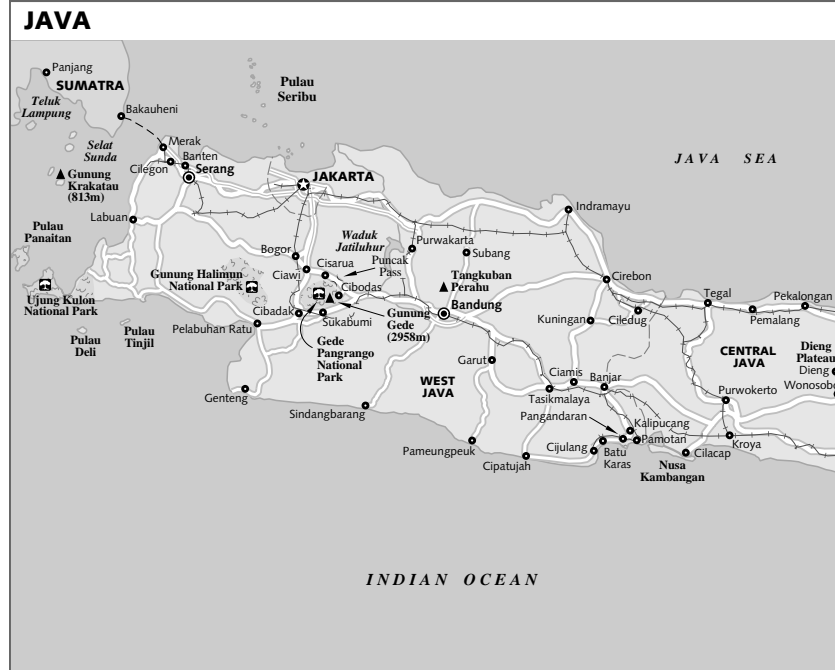 JAVA
Panjang
SUMATRA
Teluk
Lampung
Bakauheni
Pulau
Seribu
Merak
Selat
Sunda
Banten
Cilegon
Serang
JAKARTA
JAVA SEA
Gunung
Krakatau
(813m)
Labuan
Indramayu
Pulau
Panaitan
Waduk
Jatiluhur
Purwakarta
Subang
Bogor
Cisarua
Puncak
Pass
Gunung Halimun
National Park
Ciawi
Cibodas
Tangkuban
Perahu
Cirebon
Ujung Kulon
National Park
Tegal
Pekalongan
Cibadak
Sukabumi
Gunung
Gede
(2958m)
Bandung
Kuningan
Ciledug
Pemalang
Pulau
Deli
Pulau
Tinjil
Pelabuhan Ratu
Gede
Pangrango
National
Park
Garut
CENTRAL
JAVA
Dieng
Plateau
Dieng
Wonosobo
WEST
JAVA
Ciamis
Banjar
Genteng
Tasikmalaya
Purwokerto
Sindangbarang
Pangandaran
Kalipucang
Pameungpeuk
Cipatujah
Cijulang
Batu
Karas
Pamotan
Nusa
Kambangan
Cilacap
Kroya
INDIAN OCEAN